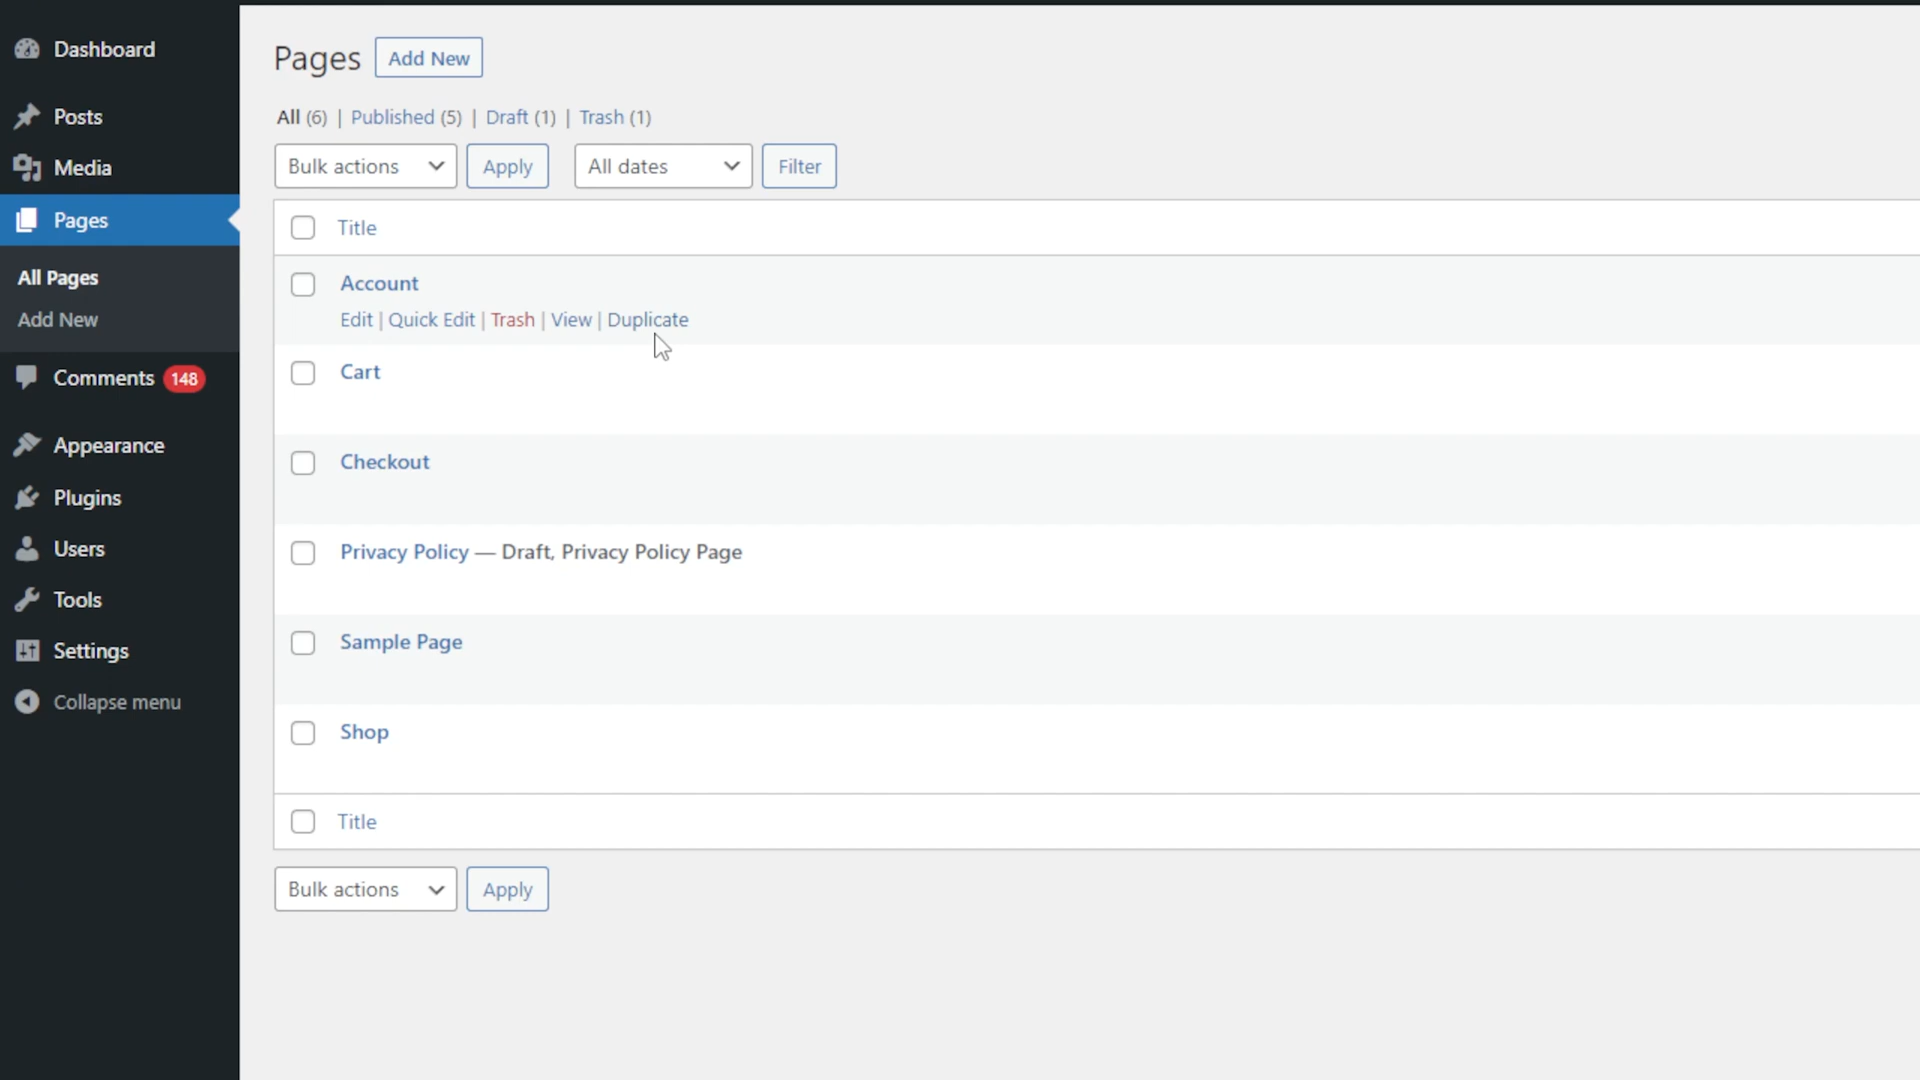 Dashboard
Posts
Media
Pages
All Pages
Add New
Comments 148
Appearance
Plugins
Users
Tools
Settings
Collapse menu
Pages Add New
All (6) | Published (5) | Draft (1) | Trash (1)
Bulk actions Apply All dates Filter
Title
Account
Edit | Quick Edit | Trash | View | Duplicate
Cart
Checkout
Privacy Policy — Draft, Privacy Policy Page
Sample Page
Shop
Title
Bulk actions Apply